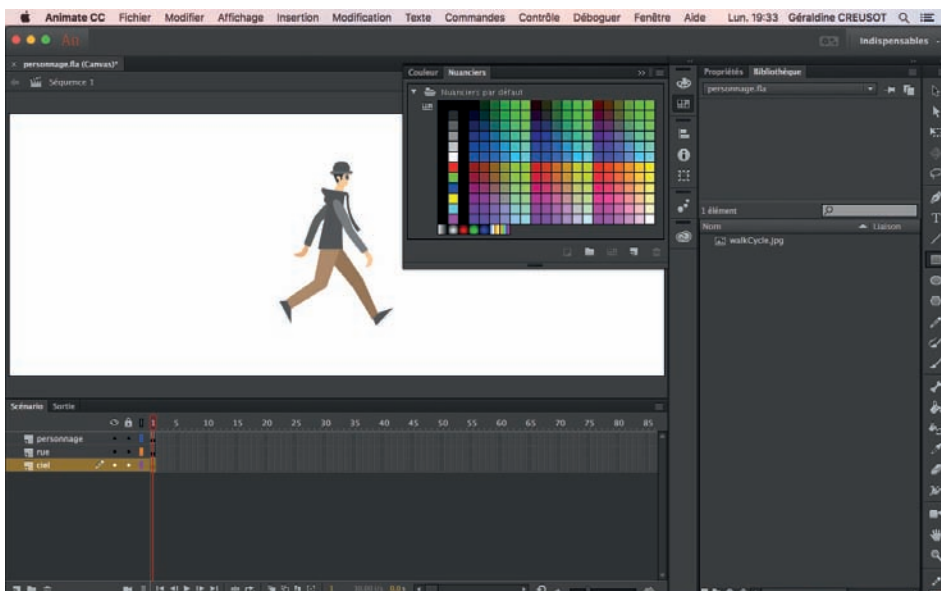 Animate CC Fichier Modifier Affichage Insertion Modification Texte Commandes Contrôle Déboguer Fenêtre Aide Lun. 19:33 Géraldine CREUSOT
An
Indispensables
× personnage.fla (Canvas)*
Séquence 1
Couleur Nuanciers
Nuanciers par défaut
Propriétés Bibliothèque
personnage.fla
1 élément
Nom Liaison
walkCycle.jpg
Scénario Sortie
1 5 10 15 20 25 30 35 40 45 50 55 60 65 70 75 80 85
personnage
rue
ciel